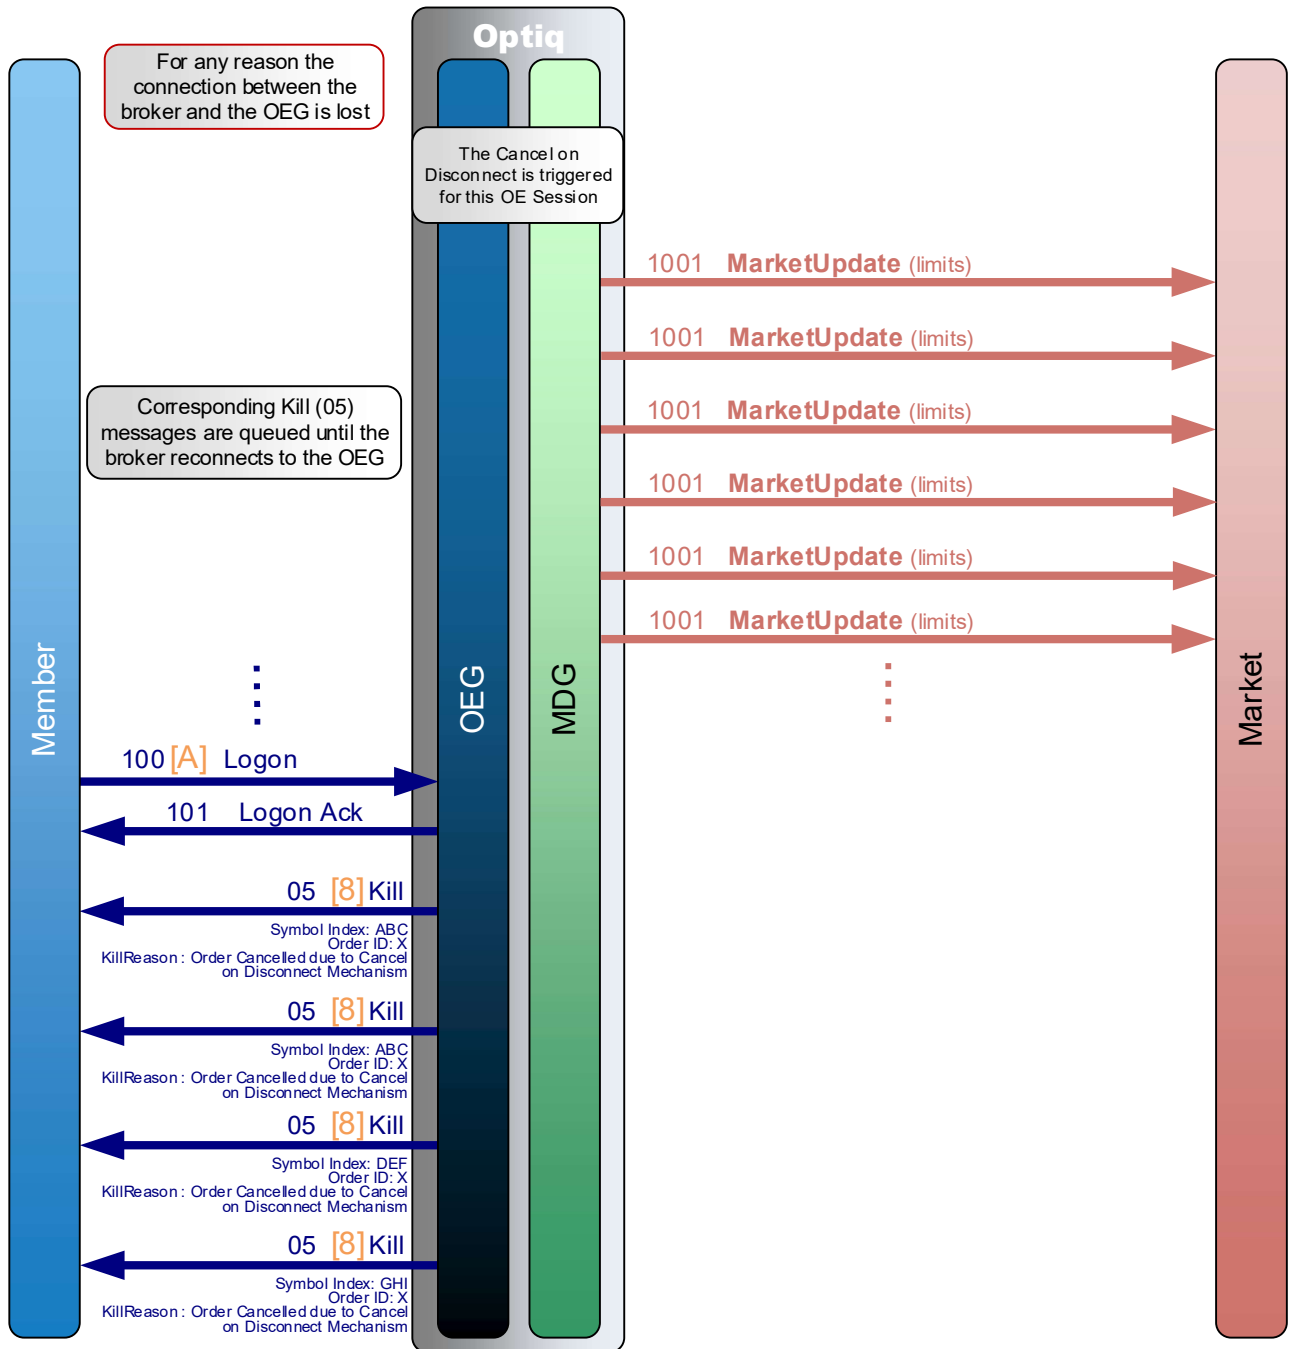 Optiq
For any reason the
connection between the
broker and the OEG is lost
The Cancel on
Disconnect is triggered
for this OE Session
1001 MarketUpdate (limits)
1001 MarketUpdate (limits)
Corresponding Kill (05)
messages are queued until the
broker reconnects to the OEG
1001 MarketUpdate (limits)
1001 MarketUpdate (limits)
1001 MarketUpdate (limits)
1001 MarketUpdate (limits)
Member
OEG
MDG
Market
100 [A] Logon
101 Logon Ack
05 [8] Kill
Symbol Index: ABC
Order ID: X
KillReason : Order Cancelled due to Cancel
on Disconnect Mechanism
05 [8] Kill
Symbol Index: ABC
Order ID: X
KillReason : Order Cancelled due to Cancel
on Disconnect Mechanism
05 [8] Kill
Symbol Index: DEF
Order ID: X
KillReason : Order Cancelled due to Cancel
on Disconnect Mechanism
05 [8] Kill
Symbol Index: GHI
Order ID: X
KillReason : Order Cancelled due to Cancel
on Disconnect Mechanism